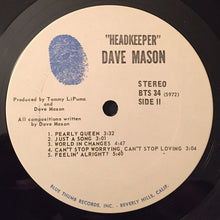 "HEADKEEPER"
DAVE MASON
STEREO
BTS 34 (5972)
SIDE II
Produced by Tommy LiPuma
and
Dave Mason
All compositions written
by Dave Mason
1. PEARLY QUEEN 3:32
2. JUST A SONG 3:01
3. WORLD IN CHANGES 4:47
4. CAN'T STOP WORRYING, CAN'T STOP LOVING 3:04
5. FEELIN' ALRIGHT? 5:31
BLUE THUMB RECORDS, INC. BEVERLY HILLS, CALIF.